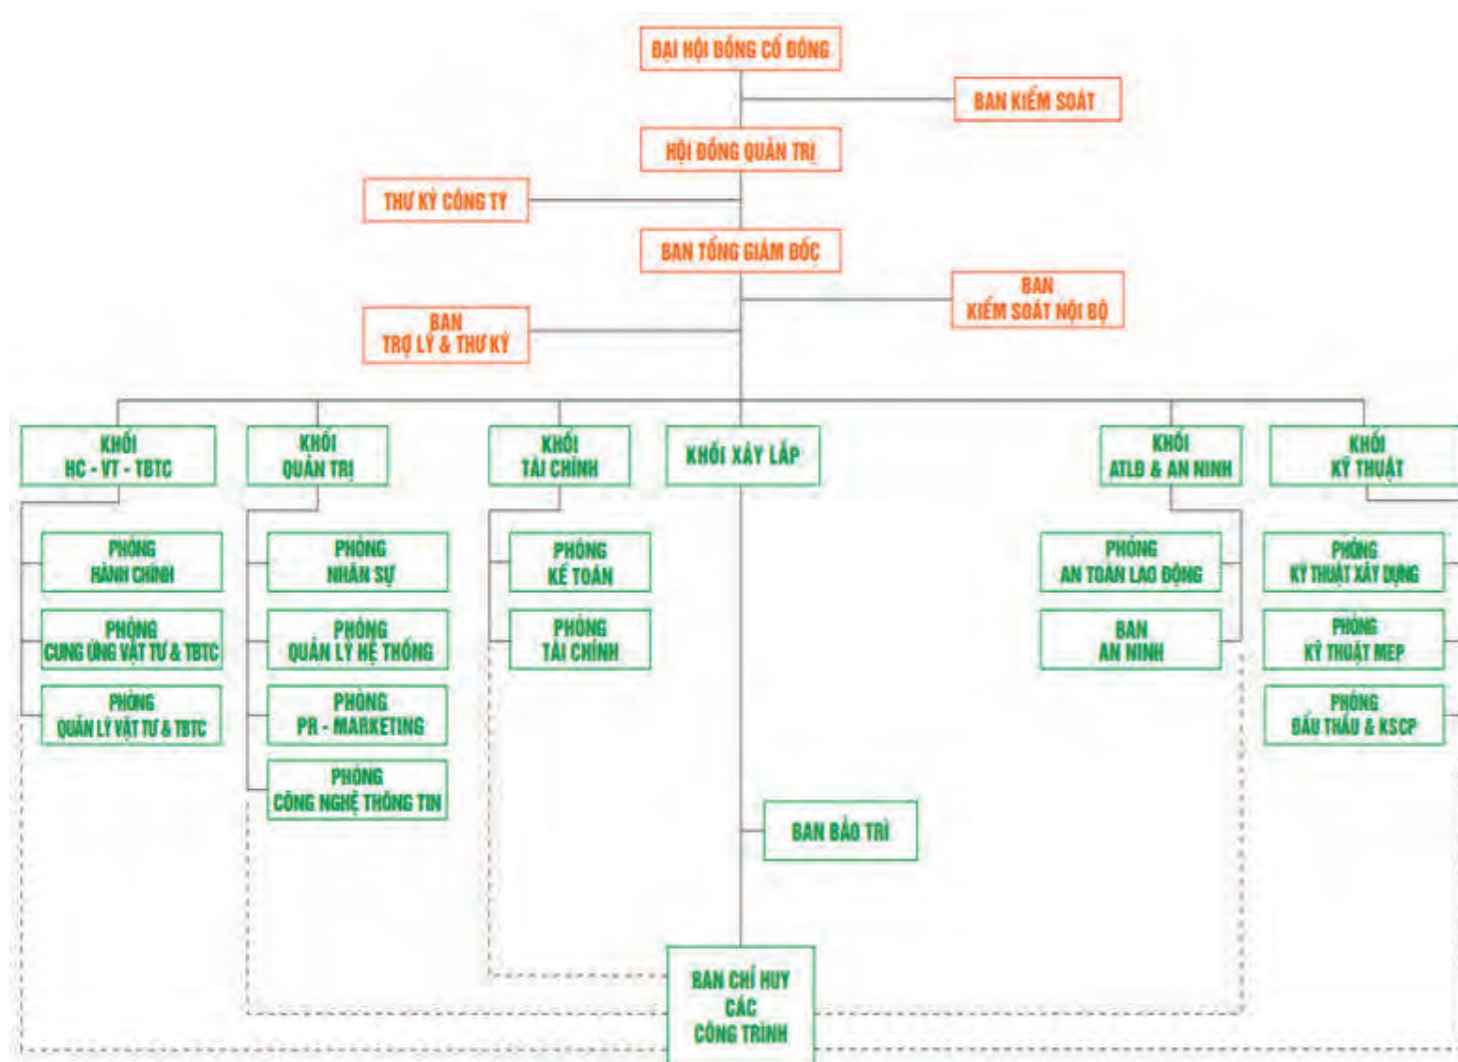 ĐẠI HỘI ĐỒNG CỔ ĐÔNG
BAN KIỂM SOÁT
HỘI ĐỒNG QUẢN TRỊ
THƯ KÝ CÔNG TY
BAN TỔNG GIÁM ĐỐC
BAN
KIỂM SOÁT NỘI BỘ
BAN
TRỢ LÝ & THƯ KÝ
KHỐI
HC - VT - TBTC
KHỐI
QUẢN TRỊ
KHỐI
TÀI CHÍNH
KHỐI XÂY LẮP
KHỐI
ATLĐ & AN NINH
KHỐI
KỸ THUẬT
PHÒNG
HÀNH CHÍNH
PHÒNG
CUNG ỨNG VẬT TƯ & TBTC
PHÒNG
QUẢN LÝ VẬT TƯ & TBTC
PHÒNG
NHÂN SỰ
PHÒNG
QUẢN LÝ HỆ THỐNG
PHÒNG
PR - MARKETING
PHÒNG
CÔNG NGHỆ THÔNG TIN
PHÒNG
KẾ TOÁN
PHÒNG
TÀI CHÍNH
PHÒNG
AN TOÀN LAO ĐỘNG
BAN
AN NINH
PHÒNG
KỸ THUẬT XÂY DỰNG
PHÒNG
KỸ THUẬT MEP
PHÒNG
ĐẤU THẦU & KSCP
BAN BẢO TRÌ
BAN CHỈ HUY
CÁC
CÔNG TRÌNH